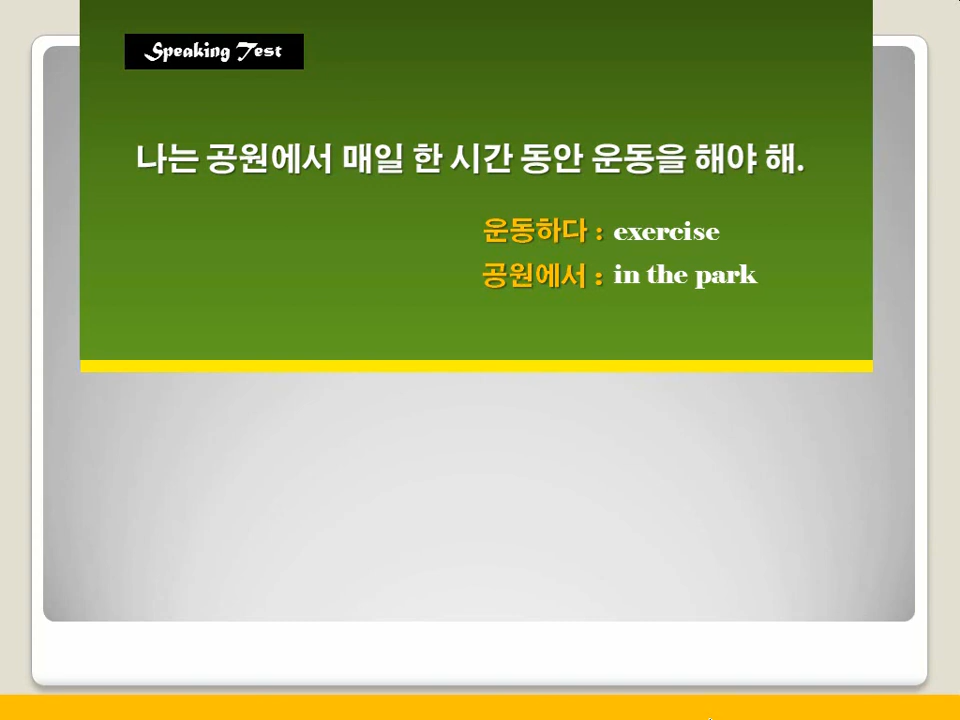 Speaking Test
나는 공원에서 매일 한 시간 동안 운동을 해야 해.
운동하다 : exercise
공원에서 : in the park